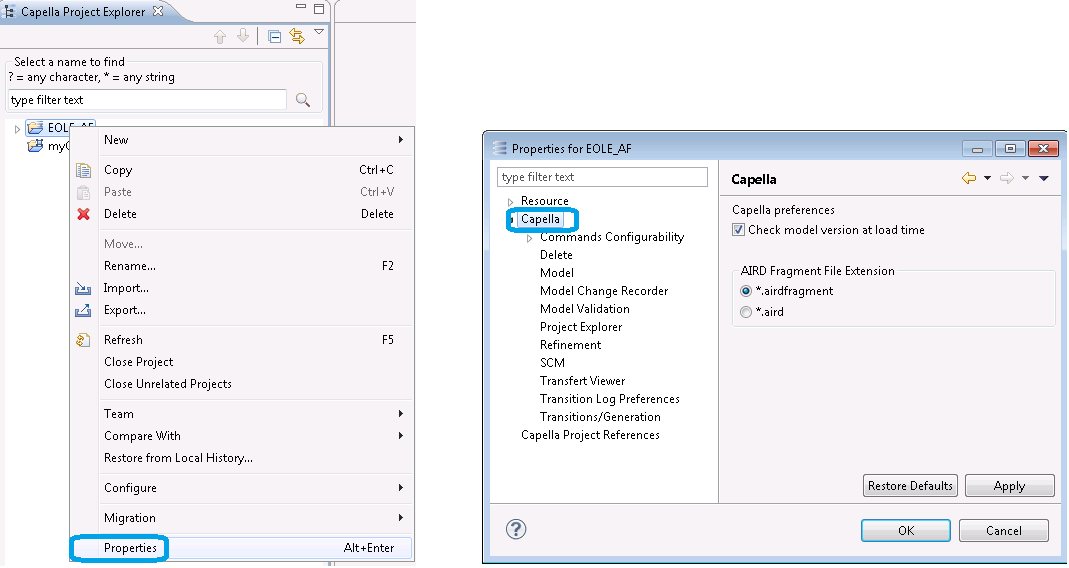 Capella Project Explorer
Select a name to find
? = any character, * = any string
type filter text
EOLE_AF
New
Copy Ctrl+C
Paste Ctrl+V
Delete Delete
Move...
Rename... F2
Import...
Export...
Refresh F5
Close Project
Close Unrelated Projects
Team
Compare With
Restore from Local History...
Configure
Migration
Properties Alt+Enter
Properties for EOLE_AF
type filter text
Resource
Capella
Commands Configurability
Delete
Model
Model Change Recorder
Model Validation
Project Explorer
Refinement
SCM
Transfert Viewer
Transition Log Preferences
Transitions/Generation
Capella Project References
Capella
Capella preferences
Check model version at load time
AIRD Fragment File Extension
*.airdfragment
*.aird
Restore Defaults Apply
? OK Cancel